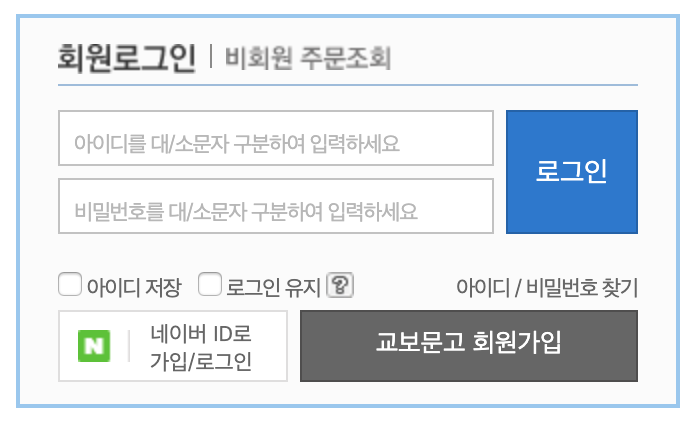 회원로그인 | 비회원 주문조회
아이디를 대/소문자 구분하여 입력하세요
로그인
비밀번호를 대/소문자 구분하여 입력하세요
아이디 저장 로그인 유지 ? 아이디 / 비밀번호 찾기
N 네이버 ID로
가입/로그인
교보문고 회원가입